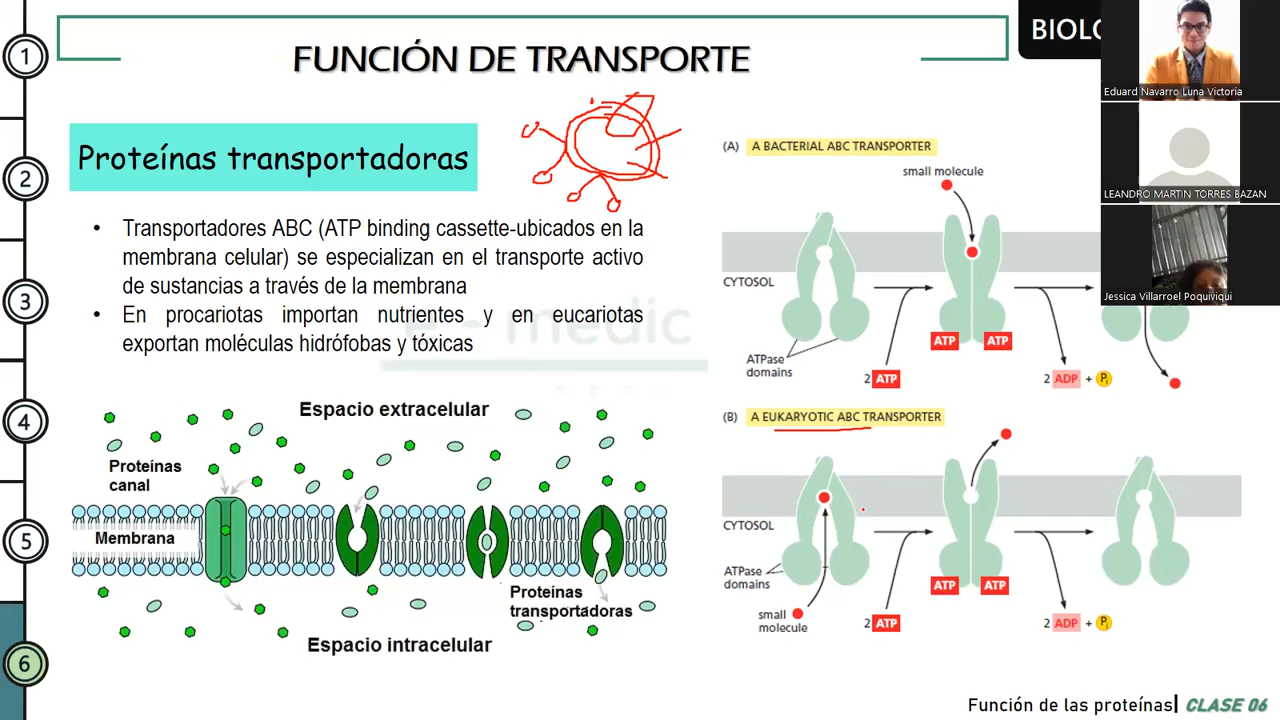 FUNCIÓN DE TRANSPORTE
BIOLO
Proteínas transportadoras
• Transportadores ABC (ATP binding cassette-ubicados en la
membrana celular) se especializan en el transporte activo
de sustancias a través de la membrana
• En procariotas importan nutrientes y en eucariotas
exportan moléculas hidrófobas y tóxicas
e - medic
Espacio extracelular
Proteínas
canal
Membrana
Proteínas
transportadoras
Espacio intracelular
(A) A BACTERIAL ABC TRANSPORTER
small molecule
CYTOSOL
ATPase
domains
2 ATP
ATP ATP
2 ADP + Pi
(B) A EUKARYOTIC ABC TRANSPORTER
CYTOSOL
ATPase
domains
small
molecule
2 ATP
ATP ATP
2 ADP + Pi
1
2
3
4
5
6
Eduard Navarro Luna Victoria
LEANDRO MARTIN TORRES BAZAN
Jessica Villarroel Poquiviqui
Función de las proteínas| CLASE 06